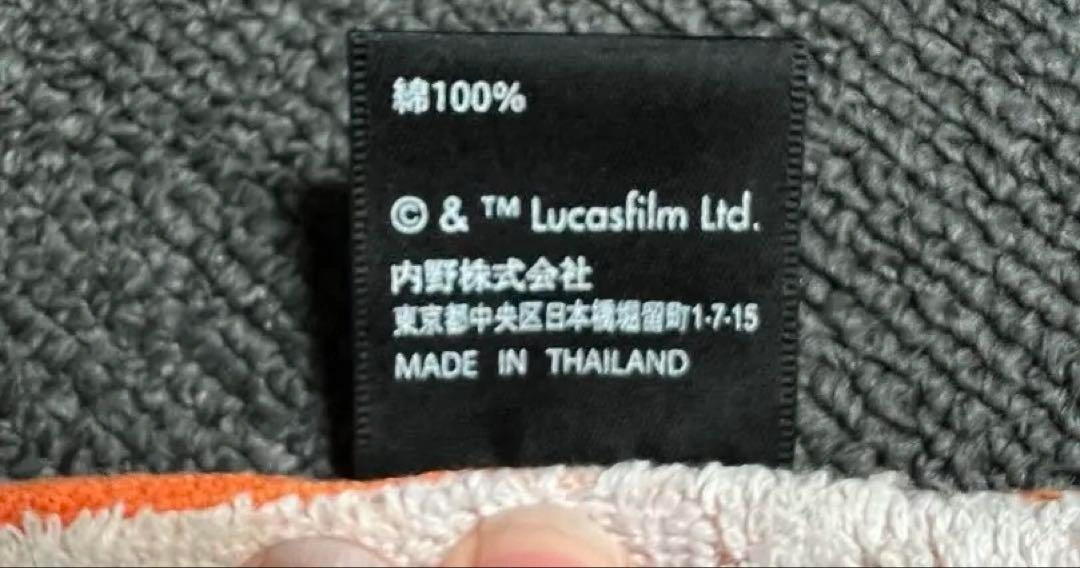 綿100%
© & ™ Lucasfilm Ltd.
内野株式会社
東京都中央区日本橋堀留町1-7-15
MADE IN THAILAND